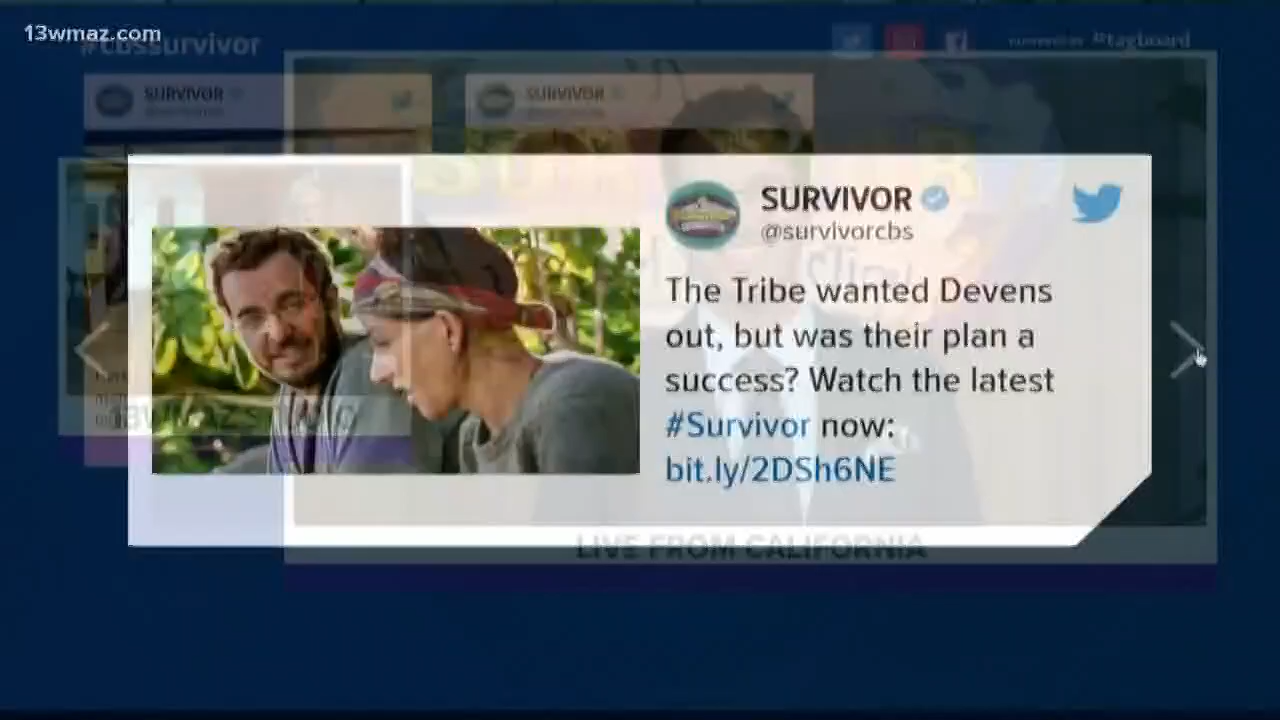 13wmaz.com
#cbssurvivor
#tagboard
SURVIVOR
SURVIVOR
SURVIVOR
@survivorcbs
The Tribe wanted Devens
out, but was their plan a
success? Watch the latest
#Survivor now:
bit.ly/2DSh6NE
LIVE FROM CALIFORNIA